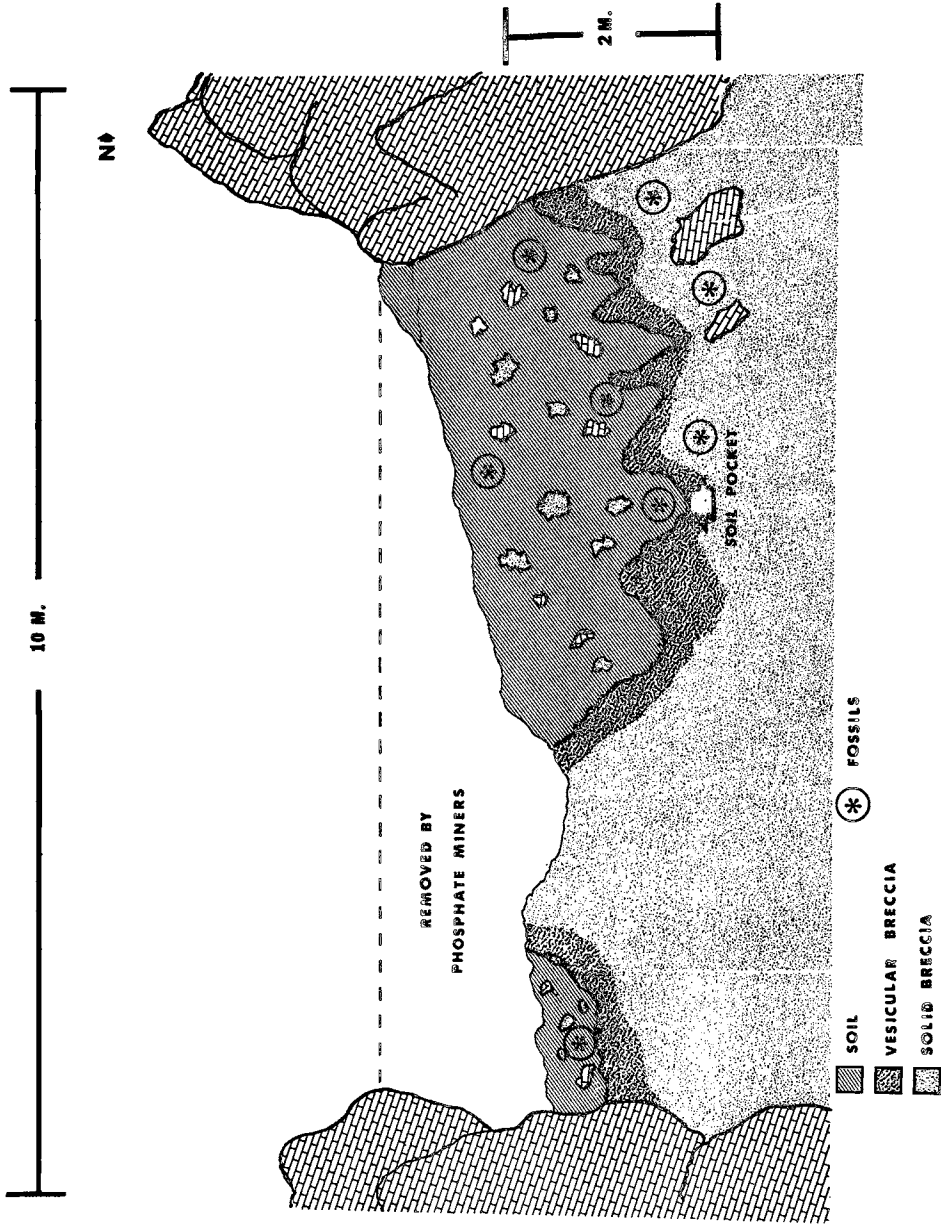 10 M.
N
2 M.
REMOVED BY
PHOSPHATE MINERS
SOIL POCKET
SOIL
VESICULAR BRECCIA
SOLID BRECCIA
FOSSILS